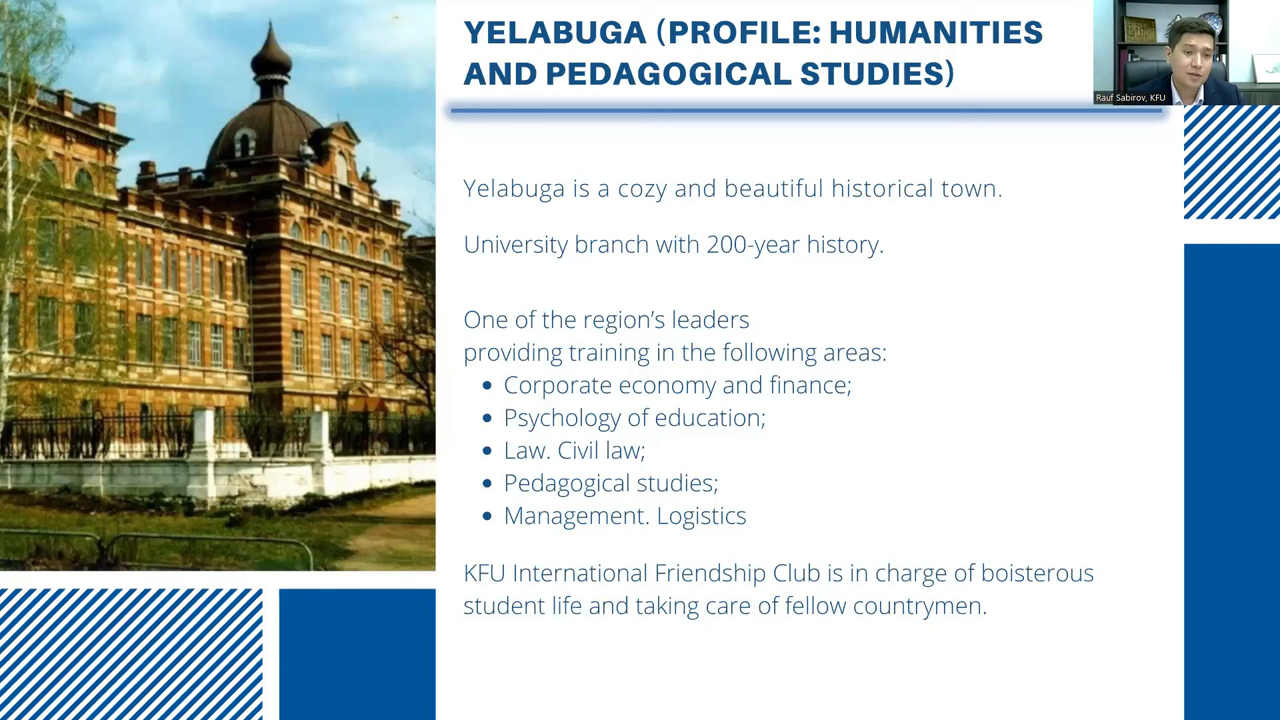 YELABUGA (PROFILE: HUMANITIES
AND PEDAGOGICAL STUDIES)
Rauf Sabirov, KFU
Yelabuga is a cozy and beautiful historical town.
University branch with 200-year history.
One of the region’s leaders
providing training in the following areas:
• Corporate economy and finance;
• Psychology of education;
• Law. Civil law;
• Pedagogical studies;
• Management. Logistics
KFU International Friendship Club is in charge of boisterous
student life and taking care of fellow countrymen.